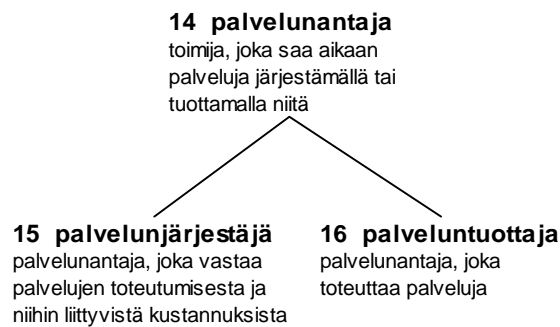 14 palvelunantaja
toimija, joka saa aikaan
palveluja järjestämällä tai
tuottamalla niitä
15 palvelunjärjestäjä
palvelunantaja, joka vastaa
palvelujen toteutumisesta ja
niihin liittyvistä kustannuksista
16 palveluntuottaja
palvelunantaja, joka
toteuttaa palveluja